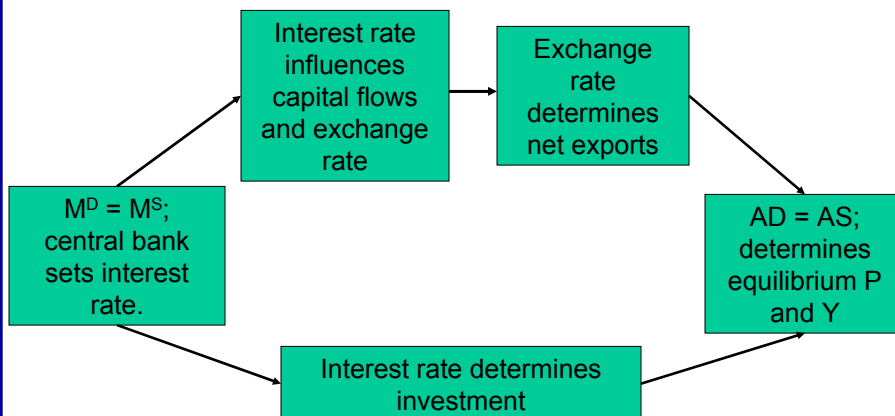 Interest rate
influences
capital flows
and exchange
rate
Exchange
rate
determines
net exports
M^D = M^S;
central bank
sets interest
rate.
AD = AS;
determines
equilibrium P
and Y
Interest rate determines
investment